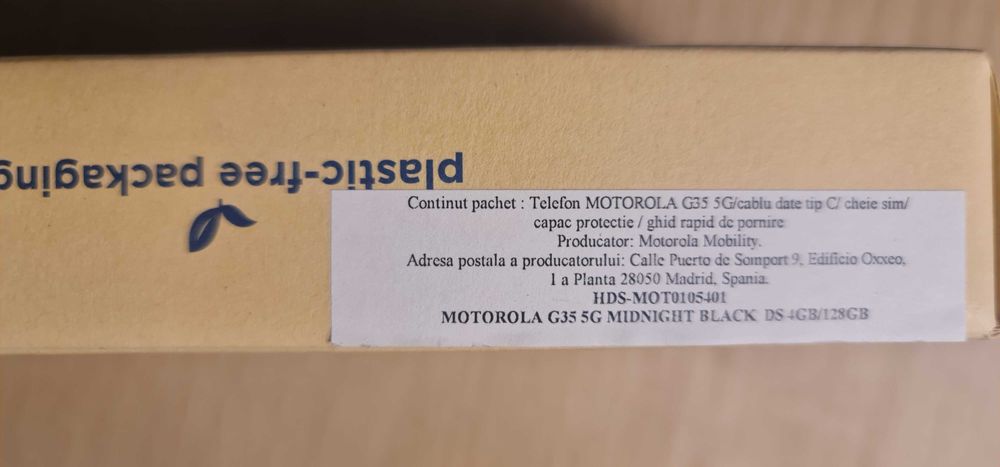 plastic-free packaging
Continut pachet : Telefon MOTOROLA G35 5G/cablu date tip C/ cheie sim/
capac protectie / ghid rapid de pornire
Producator: Motorola Mobility.
Adresa postala a producatorului: Calle Puerto de Somport 9, Edificio Oxxeo,
1 a Planta 28050 Madrid, Spania.
HDS-MOT0105401
MOTOROLA G35 5G MIDNIGHT BLACK DS 4GB/128GB